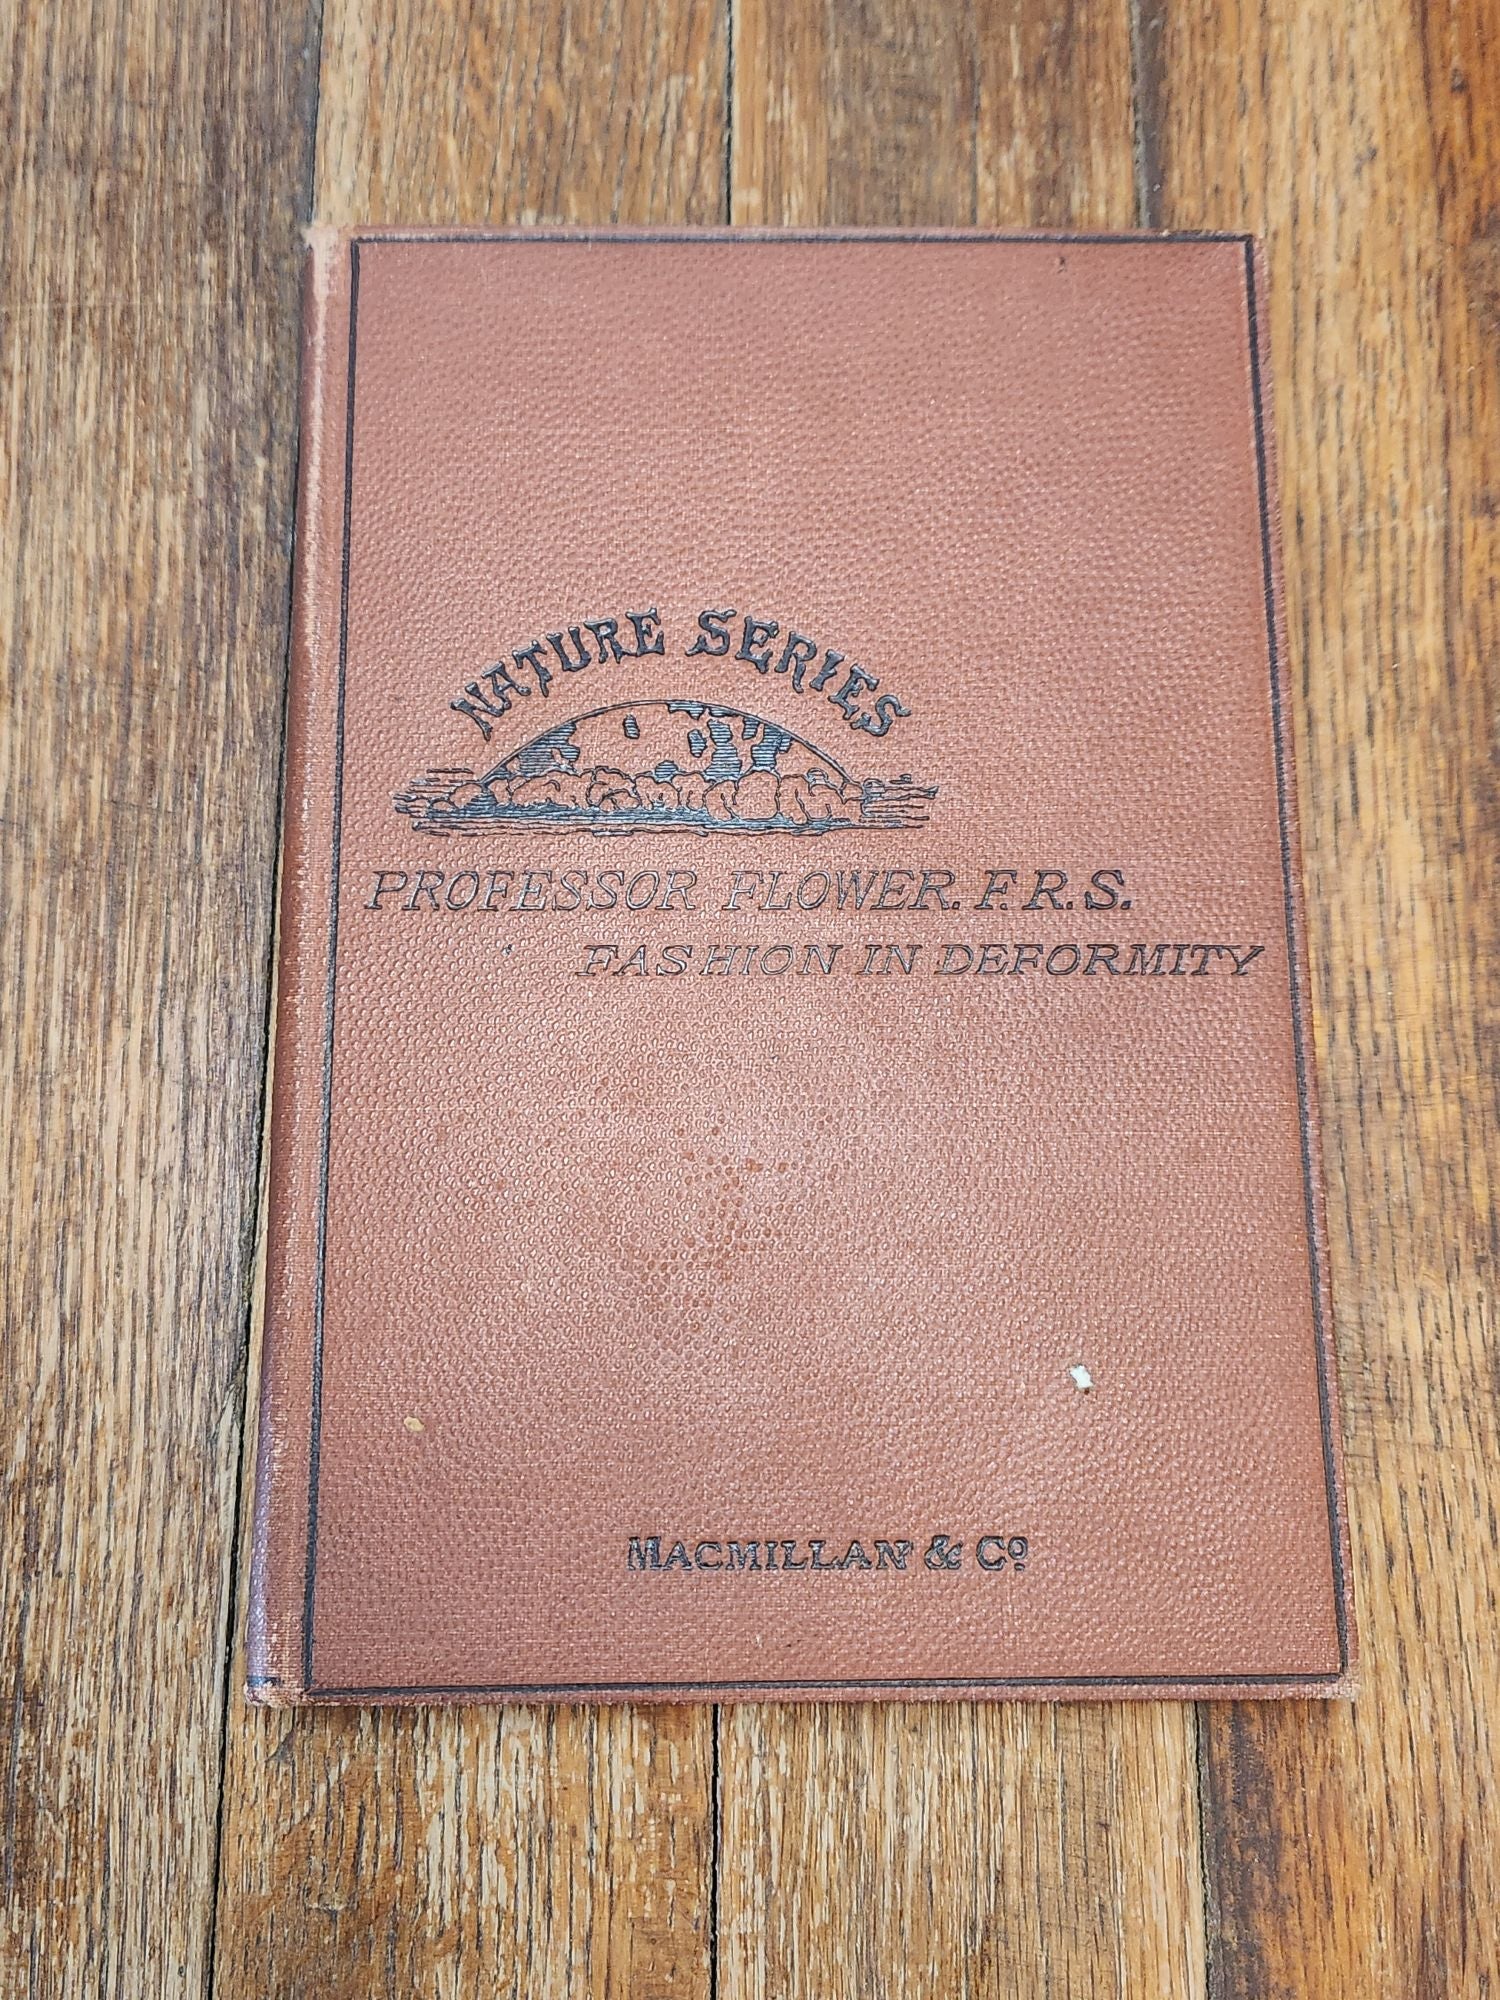 NATURE SERIES
PROFESSOR FLOWER. F.R.S.
FASHION IN DEFORMITY
MACMILLAN & Cº